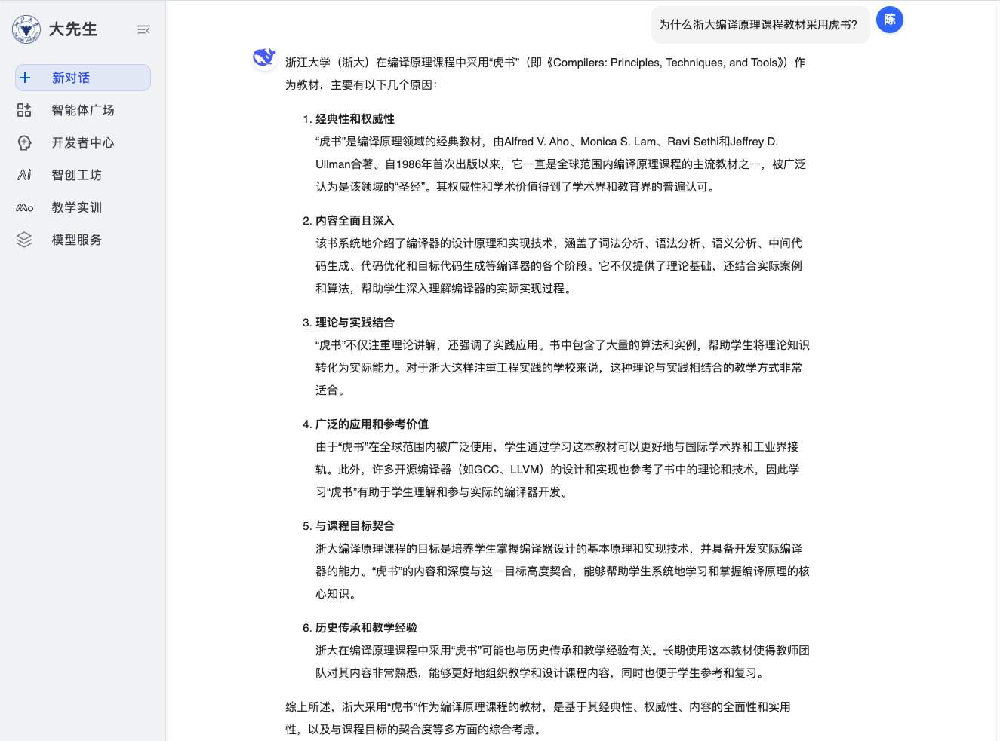 大先生
新对话
智能体广场
开发者中心
智创工坊
教学实训
模型服务
为什么浙大编译原理课程教材采用虎书?
陈
浙江大学（浙大）在编译原理课程中采用“虎书”（即《Compilers: Principles, Techniques, and Tools》）作
为教材，主要有以下几个原因：
1. 经典性和权威性
“虎书”是编译原理领域的经典教材，由Alfred V. Aho、Monica S. Lam、Ravi Sethi和Jeffrey D.
Ullman合著。自1986年首次出版以来，它一直是全球范围内编译原理课程的主流教材之一，被广泛
认为是该领域的“圣经”。其权威性和学术价值得到了学术界和教育界的普遍认可。
2. 内容全面且深入
该书系统地介绍了编译器的设计原理和实现技术，涵盖了词法分析、语法分析、语义分析、中间代
码生成、代码优化和目标代码生成等编译器的各个阶段。它不仅提供了理论基础，还结合实际案例
和算法，帮助学生深入理解编译器的实际实现过程。
3. 理论与实践结合
“虎书”不仅注重理论讲解，还强调了实践应用。书中包含了大量的算法和实例，帮助学生将理论知识
转化为实际能力。对于浙大这样注重工程实践的学校来说，这种理论与实践相结合的教学方式非常
适合。
4. 广泛的应用和参考价值
由于“虎书”在全球范围内被广泛使用，学生通过学习这本教材可以更好地与国际学术界和工业界接
轨。此外，许多开源编译器（如GCC、LLVM）的设计和实现也参考了书中的理论和技术，因此学
习“虎书”有助于学生理解和参与实际的编译器开发。
5. 与课程目标契合
浙大编译原理课程的目标是培养学生掌握编译器设计的基本原理和实现技术，并具备开发实际编译
器的能力。“虎书”的内容和深度与这一目标高度契合，能够帮助学生系统地学习和掌握编译原理的核
心知识。
6. 历史传承和教学经验
浙大在编译原理课程中采用“虎书”可能也与历史传承和教学经验有关。长期使用这本教材使得教师团
队对其内容非常熟悉，能够更好地组织教学和设计课程内容，同时也便于学生参考和复习。
综上所述，浙大采用“虎书”作为编译原理课程的教材，是基于其经典性、权威性、内容的全面性和实用
性，以及与课程目标的契合度等多方面的综合考虑。